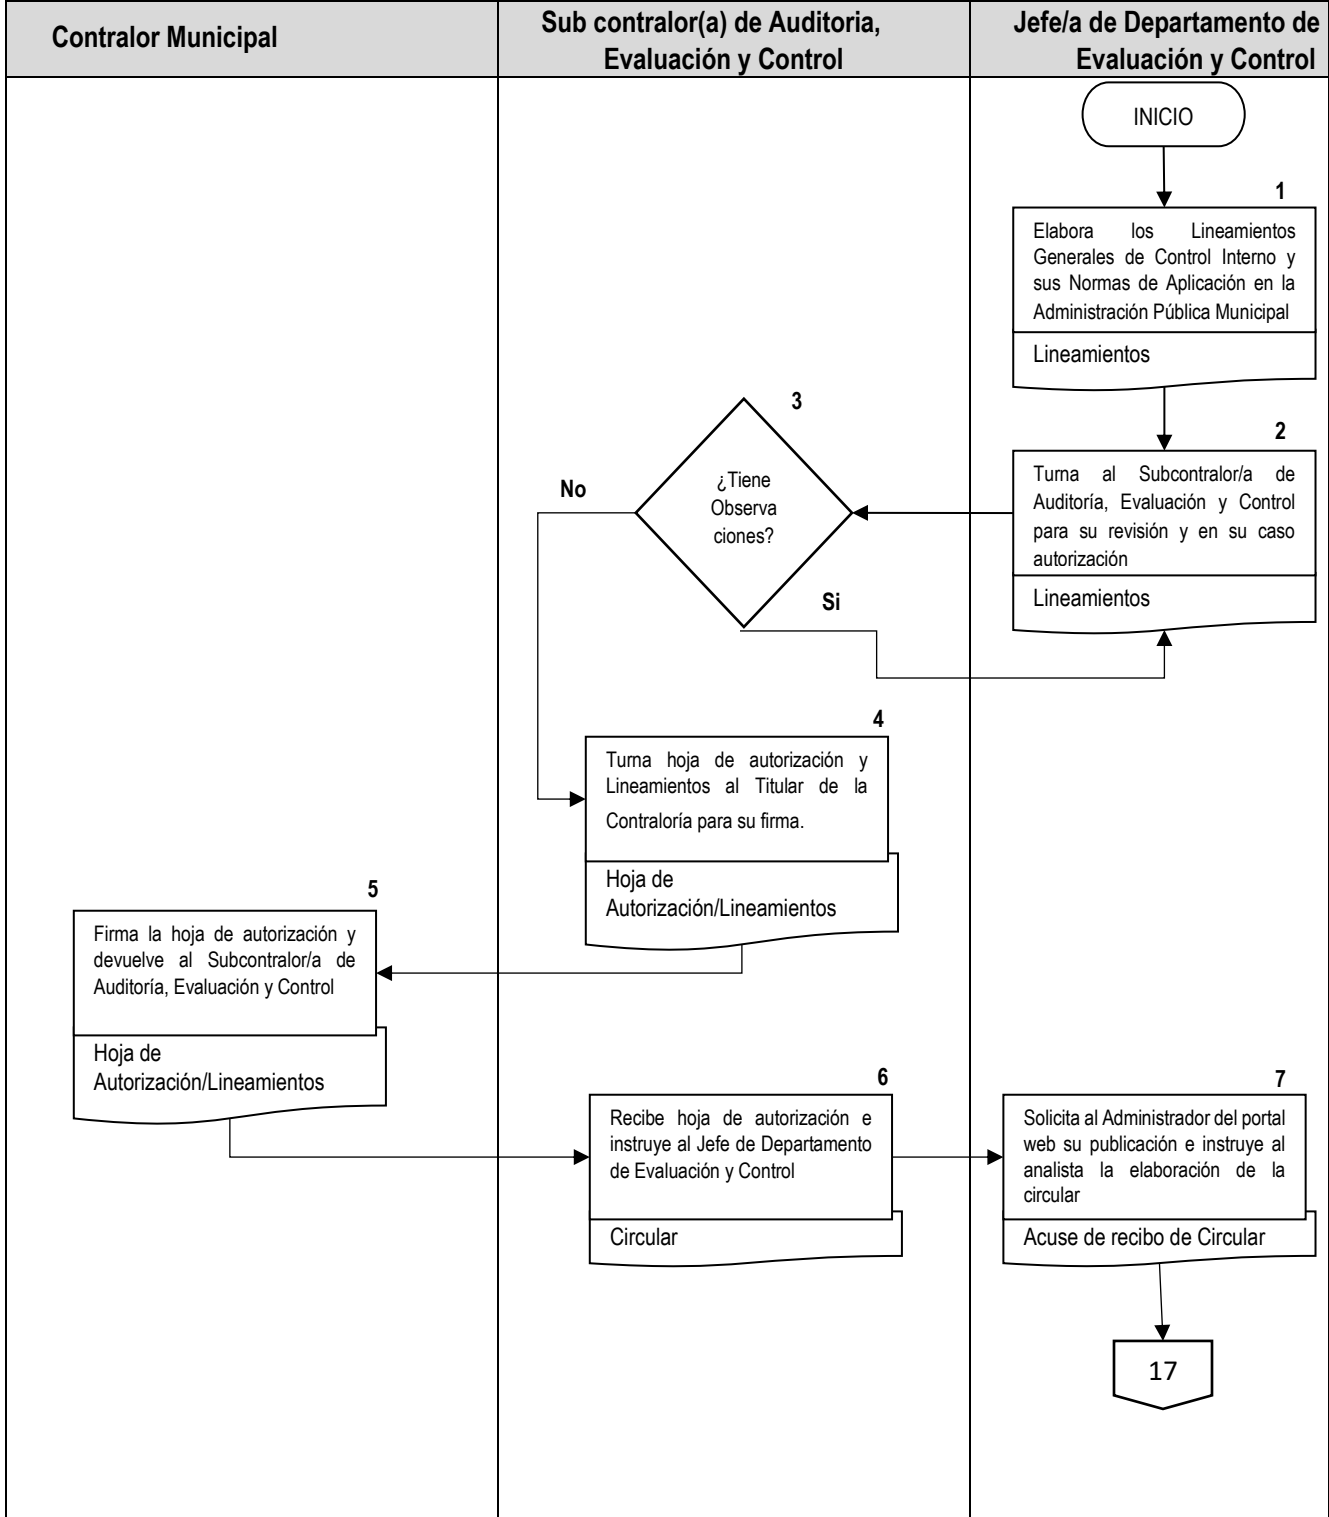 Contralor Municipal
Sub contralor(a) de Auditoria,
Evaluación y Control
Jefe/a de Departamento de
Evaluación y Control
INICIO
1
Elabora los Lineamientos
Generales de Control Interno y
sus Normas de Aplicación en la
Administración Pública Municipal
Lineamientos
2
Turna al Subcontralor/a de
Auditoría, Evaluación y Control
para su revisión y en su caso
autorización
Lineamientos
3
¿Tiene
Observa
ciones?
No
Si
4
Turna hoja de autorización y
Lineamientos al Titular de la
Contraloría para su firma.
Hoja de
Autorización/Lineamientos
5
Firma la hoja de autorización y
devuelve al Subcontralor/a de
Auditoría, Evaluación y Control
Hoja de
Autorización/Lineamientos
6
Recibe hoja de autorización e
instruye al Jefe de Departamento
de Evaluación y Control
Circular
7
Solicita al Administrador del portal
web su publicación e instruye al
analista la elaboración de la
circular
Acuse de recibo de Circular
17